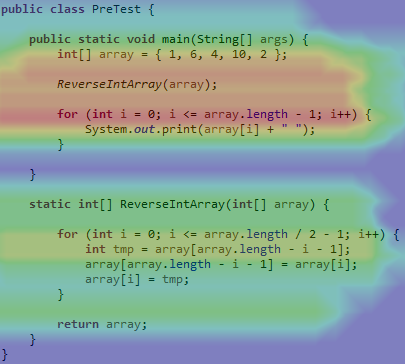 public class PreTest {
public static void main(String[] args) {
int[] array = { 1, 6, 4, 10, 2 };
ReverseIntArray(array);
for (int i = 0; i <= array.length - 1; i++) {
System.out.print(array[i] + " ");
}
}
static int[] ReverseIntArray(int[] array) {
for (int i = 0; i <= array.length / 2 - 1; i++) {
int tmp = array[array.length - i - 1];
array[array.length - i - 1] = array[i];
array[i] = tmp;
}
return array;
}
}